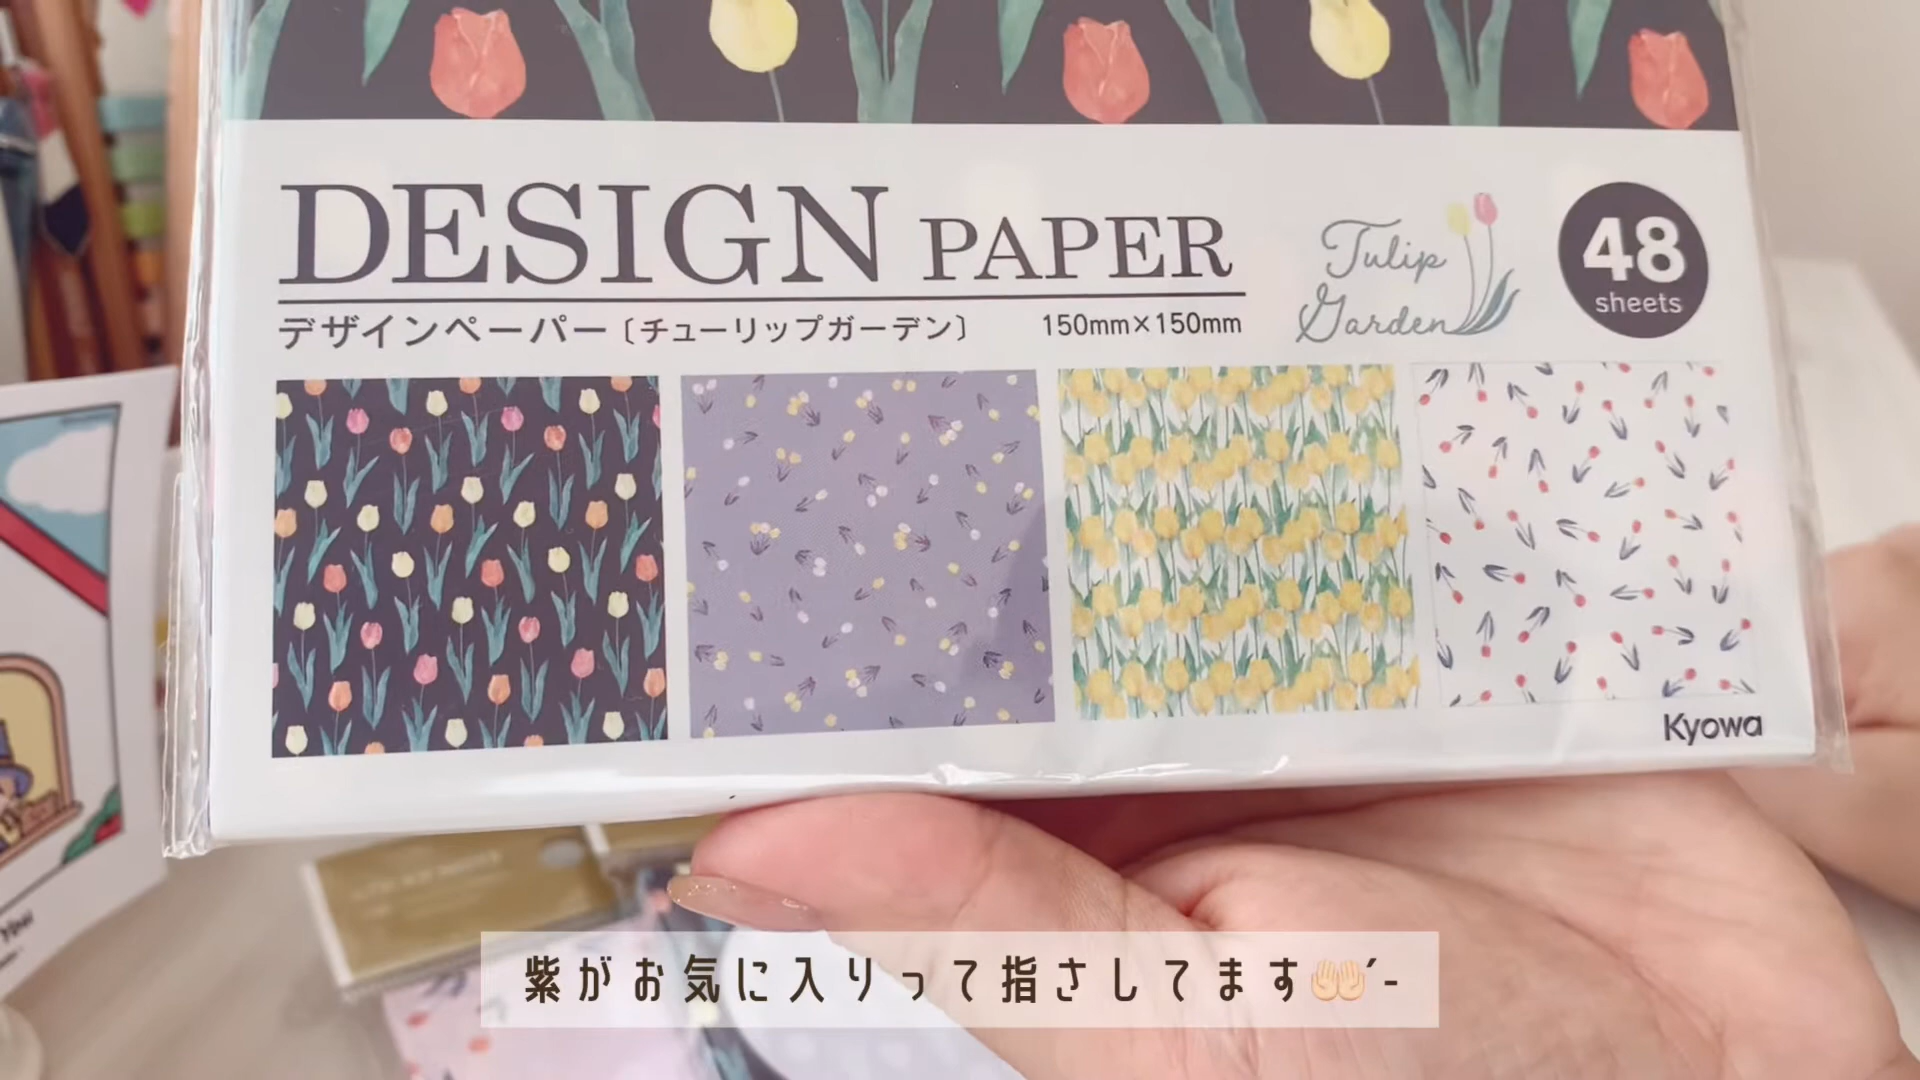 DESIGN PAPER
デザインペーパー〔チューリップガーデン〕 150mm×150mm
Tulip
Garden
48
sheets
Kyowa
You
紫がお気に入りって指さしてます🤲🏻´-